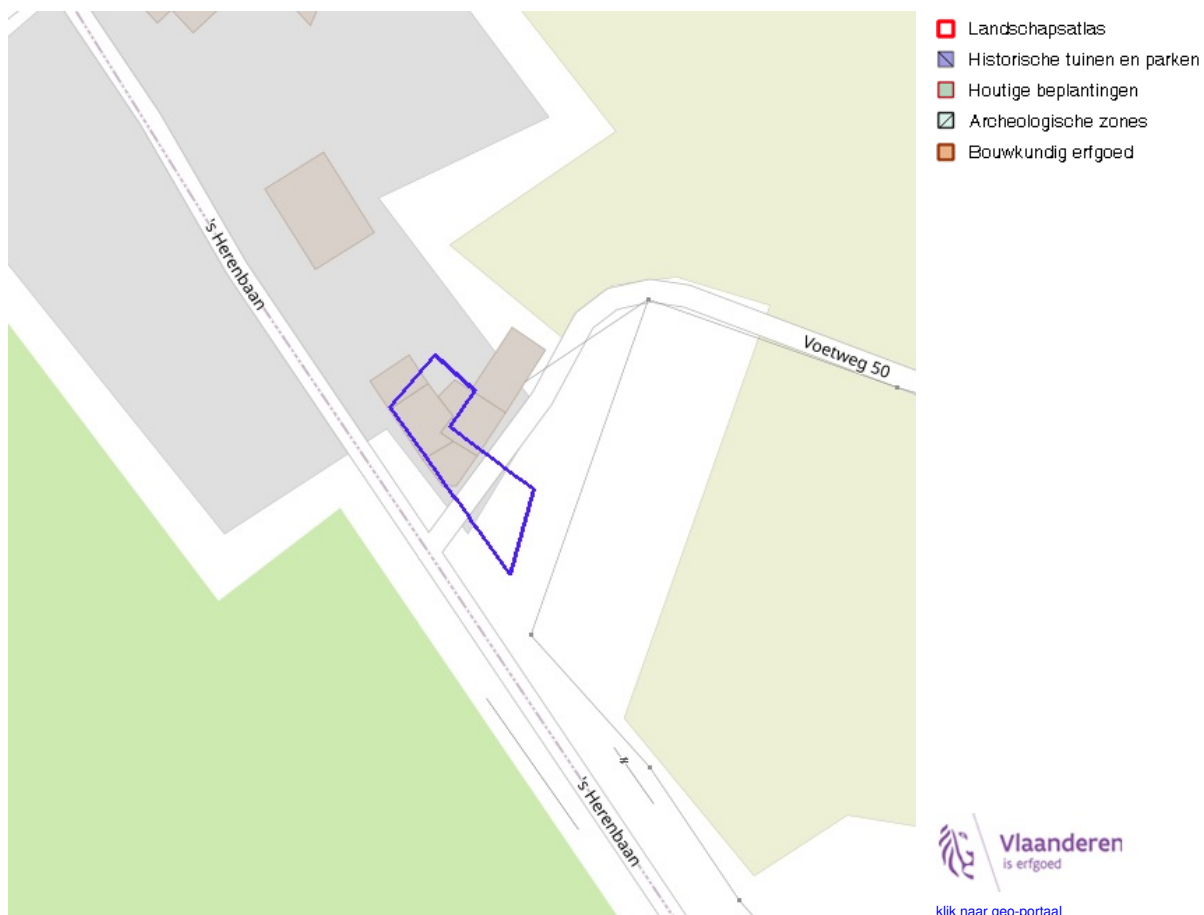 Landschapsatlas
Historische tuinen en parken
Houtige beplantingen
Archeologische zones
Bouwkundig erfgoed
's Herenbaan
Voetweg 50
's Herenbaan
Vlaanderen
is erfgoed
klik naar geo-portaal